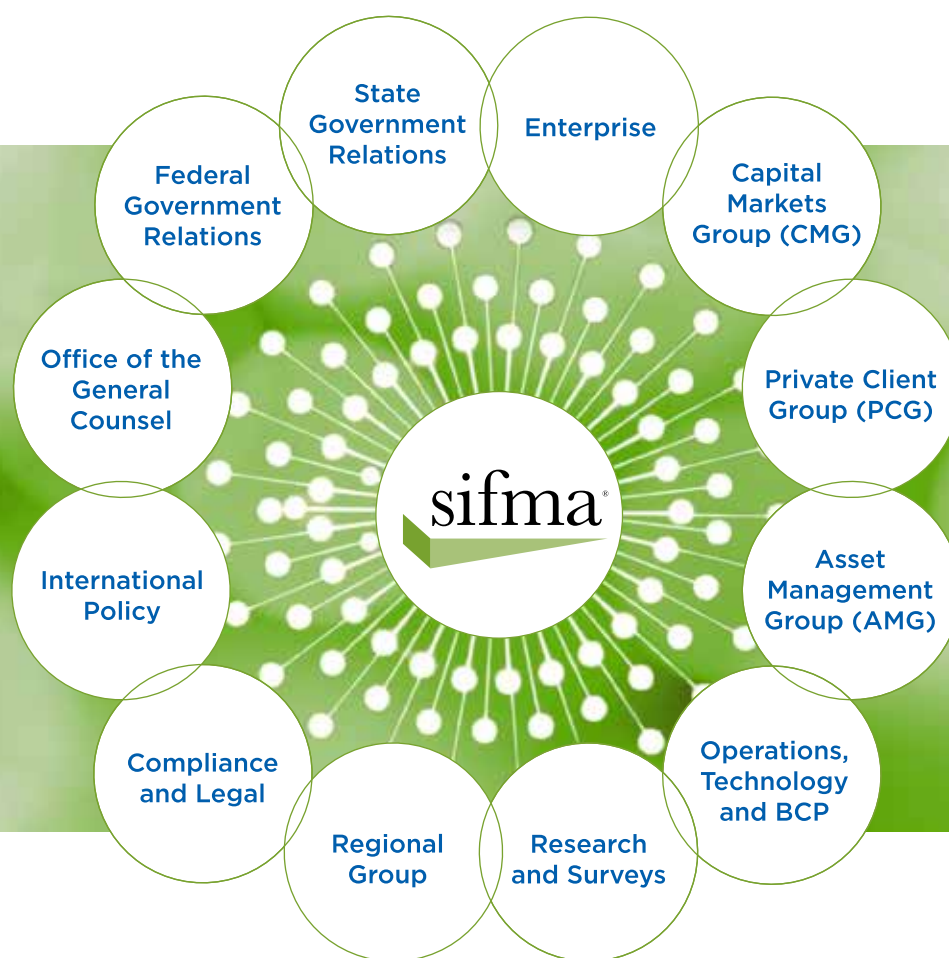 State
Government
Relations
Enterprise
Capital
Markets
Group (CMG)
Private Client
Group (PCG)
Asset
Management
Group (AMG)
Operations,
Technology
and BCP
Research
and Surveys
Regional
Group
Compliance
and Legal
International
Policy
Office of the
General
Counsel
Federal
Government
Relations
sifma®